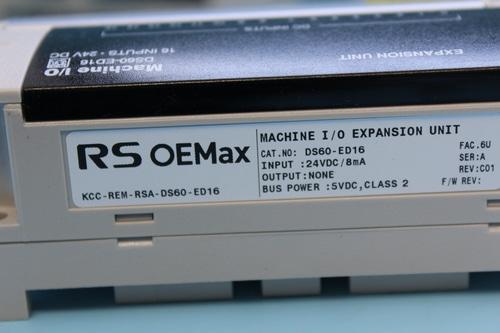 EXPANSION UNIT
DC INPUTS
Machine I/O
DS60-ED16
16 INPUTS • 24V DC
RS OEMax
KCC-REM-RSA-DS60-ED16
MACHINE I/O EXPANSION UNIT
CAT.NO: DS60-ED16 FAC.6U
INPUT :24VDC/8mA SER:A
OUTPUT:NONE REV:C01
BUS POWER :5VDC,CLASS 2 F/W REV: